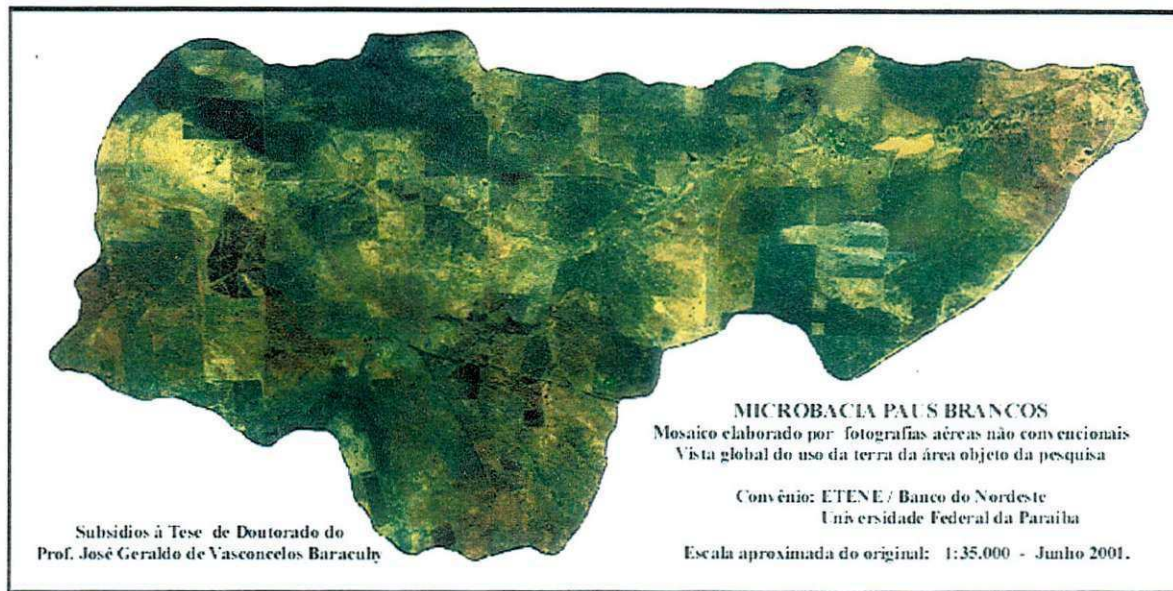 MICROBACIA PAUS BRANCOS
Mosaico elaborado por fotografias aéreas não convencionais
Vista global do uso da terra da área objeto da pesquisa
Convênio: ETENE / Banco do Nordeste
Universidade Federal da Paraiba
Escala aproximada do original: 1:35.000 - Junho 2001.
Subsídios à Tese de Doutorado do
Prof. José Geraldo de Vasconcelos Baracuhy